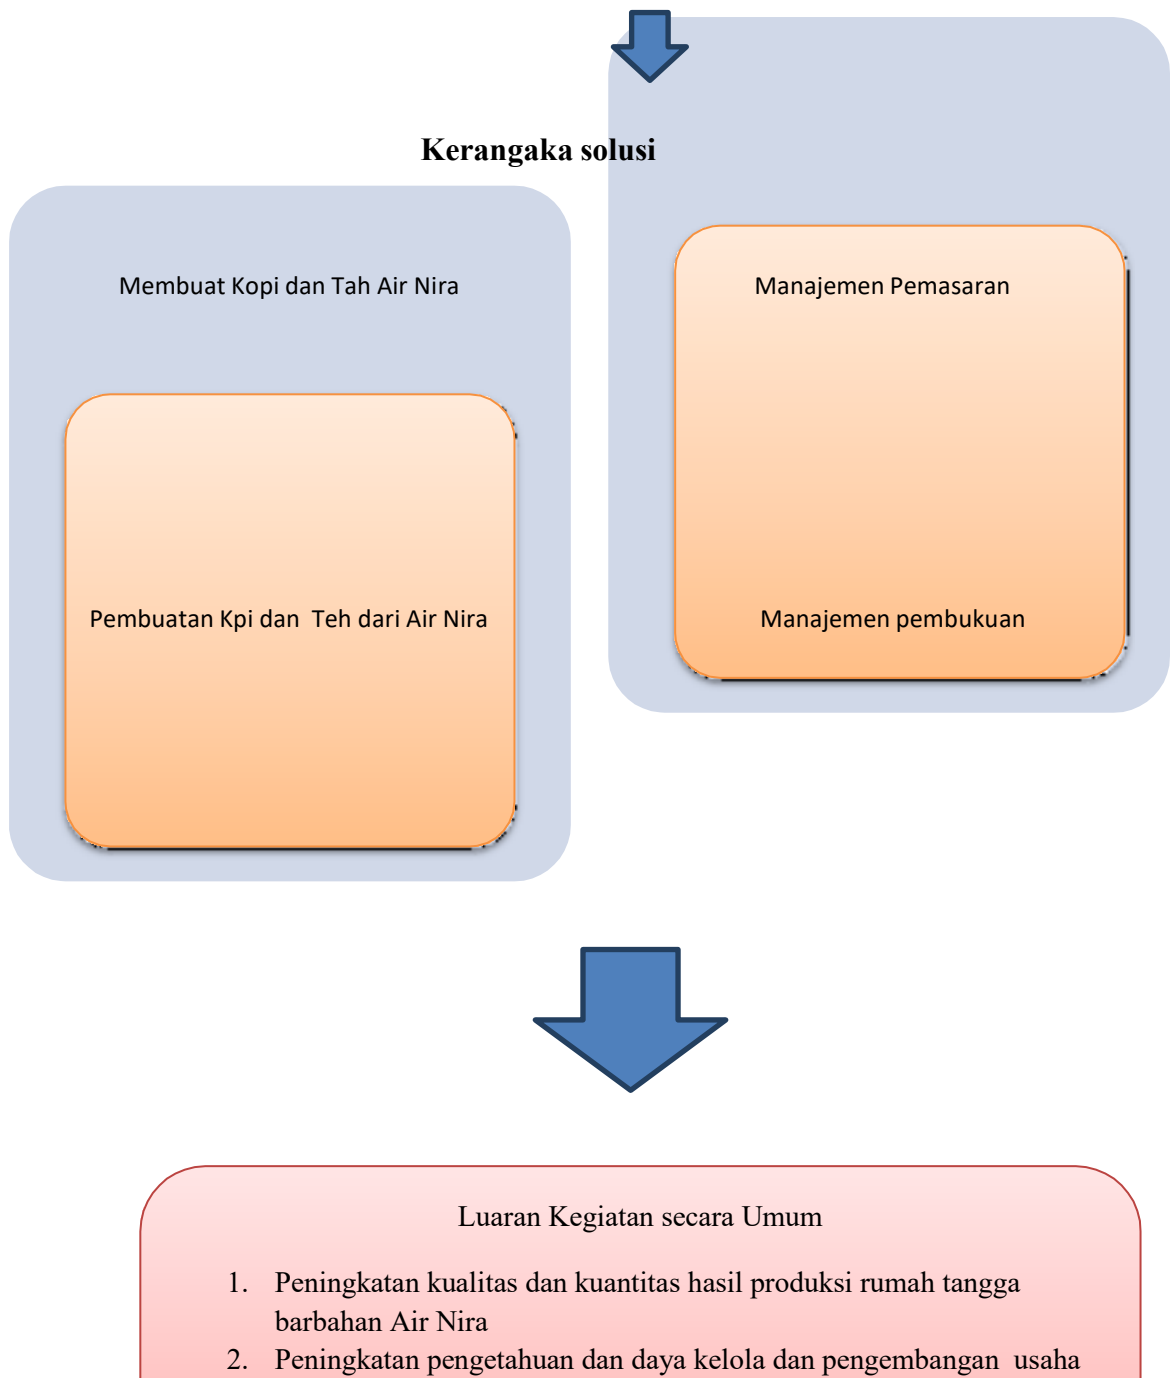 Kerangaka solusi
Membuat Kopi dan Tah Air Nira
Manajemen Pemasaran
Pembuatan Kpi dan  Teh dari Air Nira
Manajemen pembukuan
Luaran Kegiatan secara Umum
1. Peningkatan kualitas dan kuantitas hasil produksi rumah tangga
barbahan Air Nira
2. Peningkatan pengetahuan dan daya kelola dan pengembangan  usaha